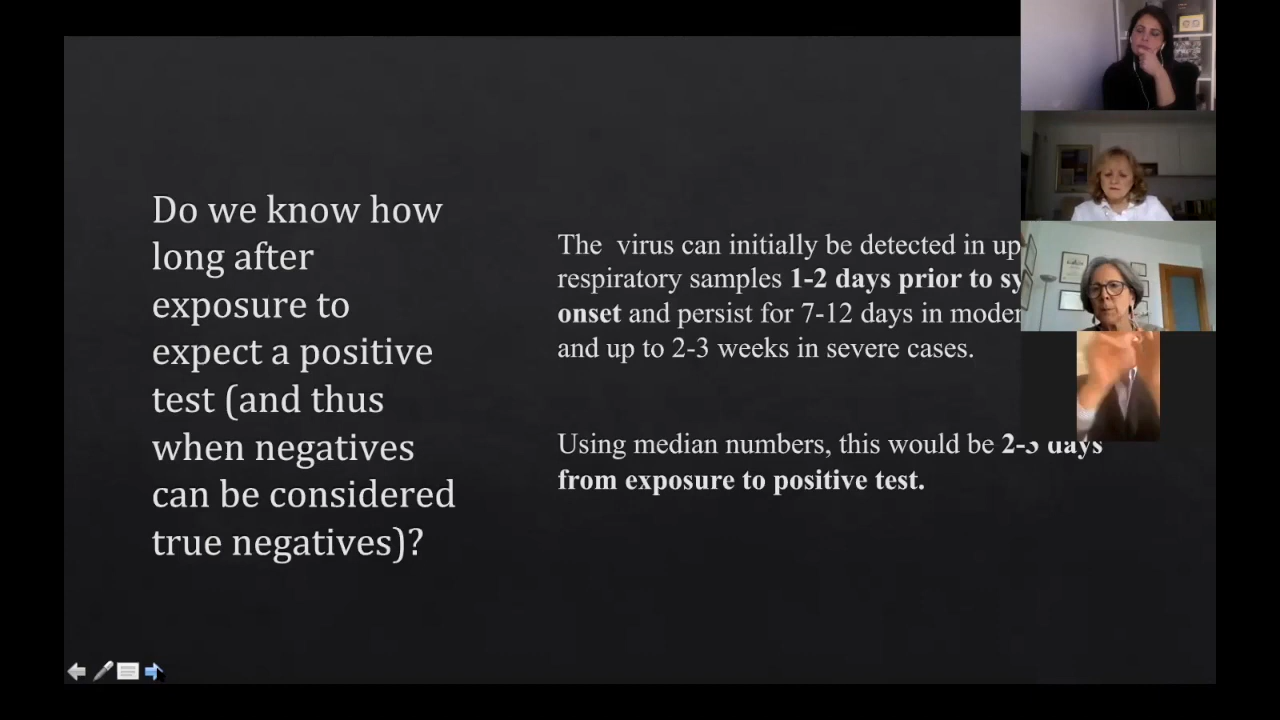 Do we know how
long after
exposure to
expect a positive
test (and thus
when negatives
can be considered
true negatives)?
The virus can initially be detected in up
respiratory samples 1-2 days prior to sy
onset and persist for 7-12 days in moder
and up to 2-3 weeks in severe cases.
Using median numbers, this would be 2-3 days
from exposure to positive test.